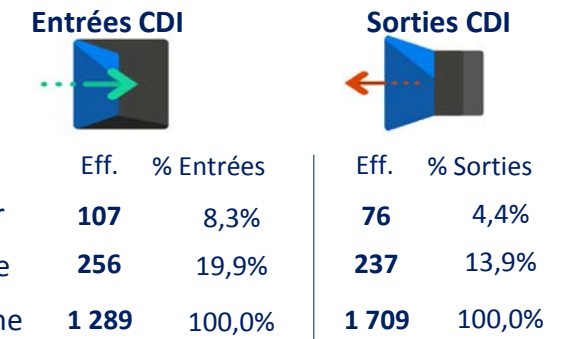 Entrées CDI Sorties CDI
Eff. % Entrées Eff. % Sorties
107 8,3% 76 4,4%
256 19,9% 237 13,9%
1 289 100,0% 1 709 100,0%